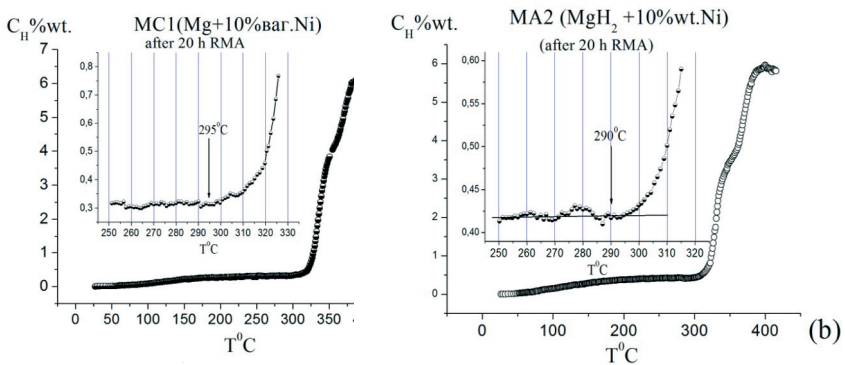 C_H%wt.
MC1(Mg+10%ваг.Ni)
after 20 h RMA
7
6
5
4
3
2
1
0
0,8
0,7
0,6
0,5
0,4
0,3
295⁰C
250 260 270 280 290 300 310 320 330
T⁰C
0 50 100 150 200 250 300 350
T⁰C
C_H%wt.
MA2 (MgH₂ +10%wt.Ni)
(after 20 h RMA)
6
5
4
3
2
1
0
0,60
0,55
0,50
0,45
0,40
290⁰C
250 260 270 280 290 300 310 320
T⁰C
0 100 200 300 400
T⁰C
(b)